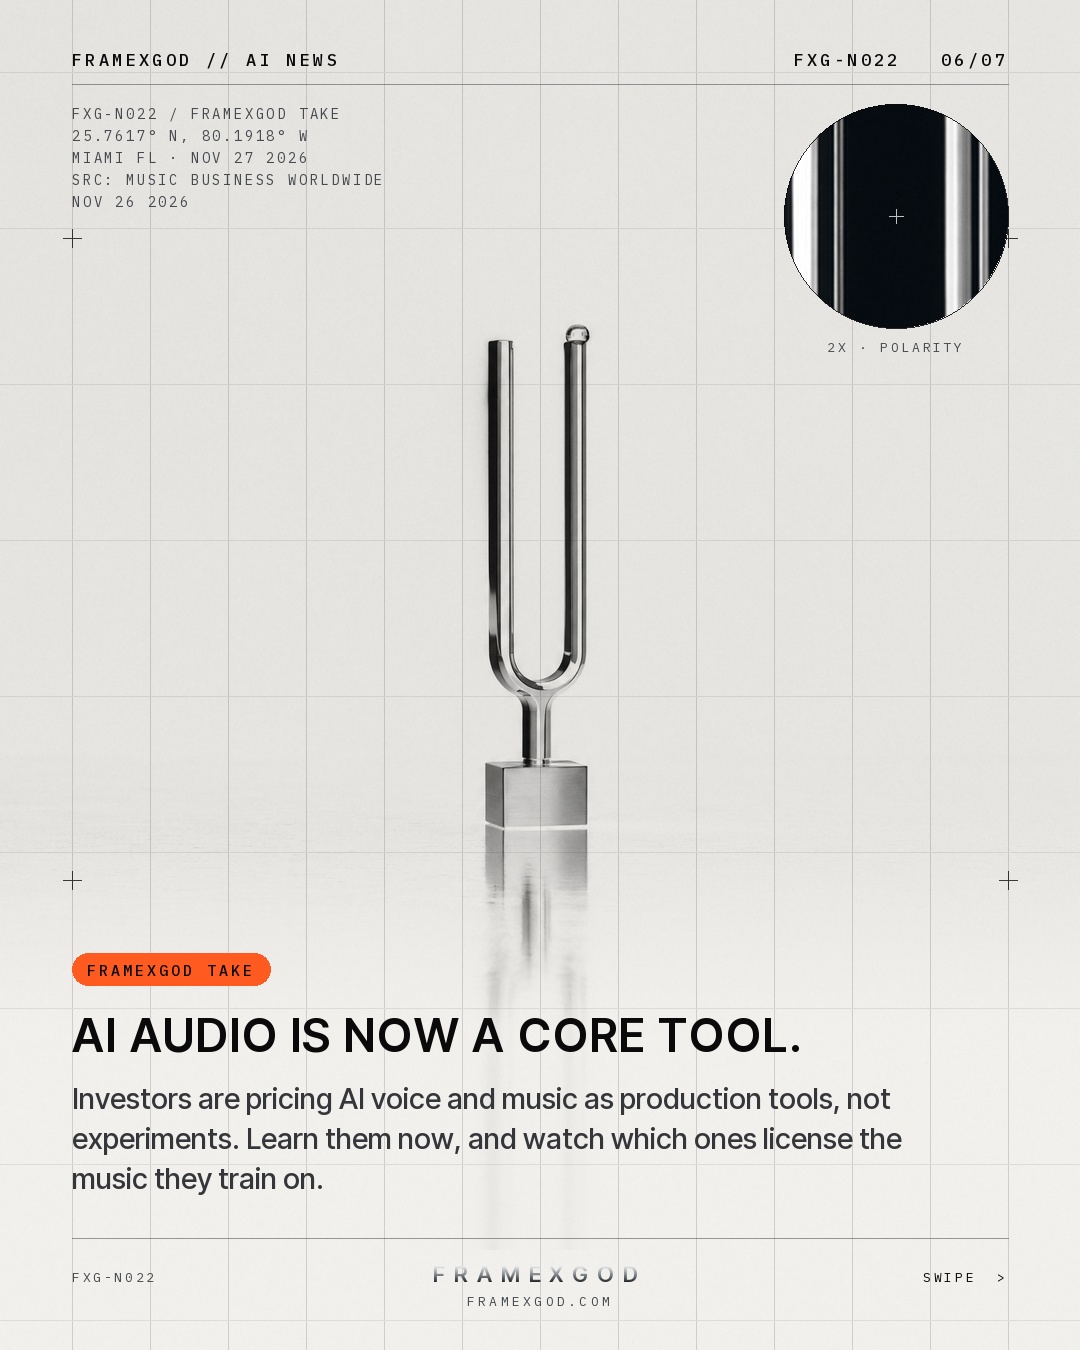 FRAMEXGOD // AI NEWS
FXG-N022 06/07
FXG-N022 / FRAMEXGOD TAKE
25.7617° N, 80.1918° W
MIAMI FL · NOV 27 2026
SRC: MUSIC BUSINESS WORLDWIDE
NOV 26 2026
2X · POLARITY
FRAMEXGOD TAKE
AI AUDIO IS NOW A CORE TOOL.
Investors are pricing AI voice and music as production tools, not
experiments. Learn them now, and watch which ones license the
music they train on.
FXG-N022
FRAMEXGOD
FRAMEXGOD.COM
SWIPE >